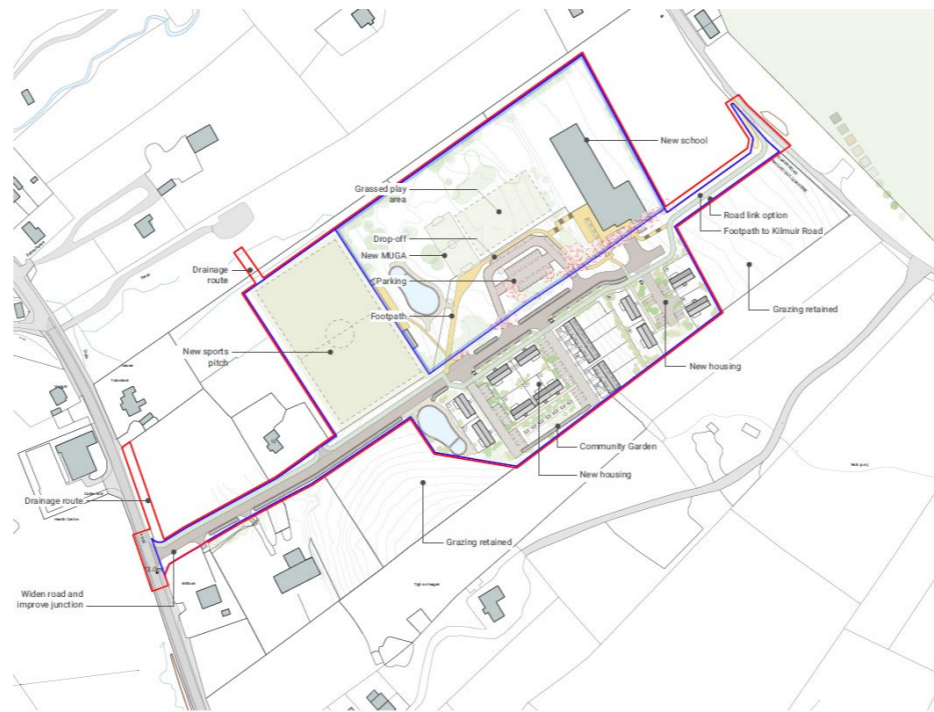 New school
Grassed play
area
Road link option
Footpath to Kilmuir Road
Drop-off
New MUGA
Drainage
route
Parking
Grazing retained
Footpath
New sports
pitch
New housing
Community Garden
New housing
Drainage route
Grazing retained
Widen road and
improve junction